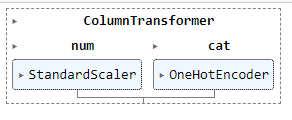 ColumnTransformer
num cat
StandardScaler OneHotEncoder